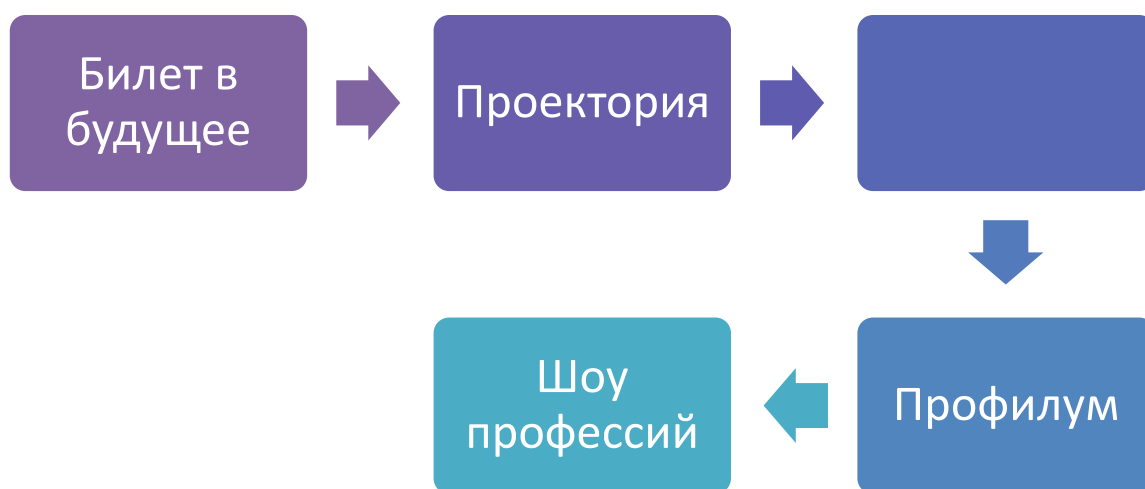 Билет в
будущее
Проектория
Профилум
Шоу
профессий